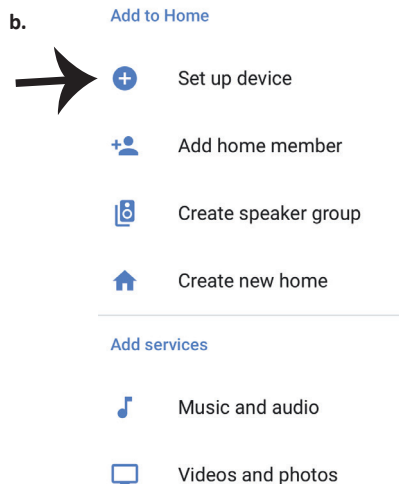 Add to Home
b.
Set up device
Add home member
Create speaker group
Create new home
Add services
Music and audio
Videos and photos